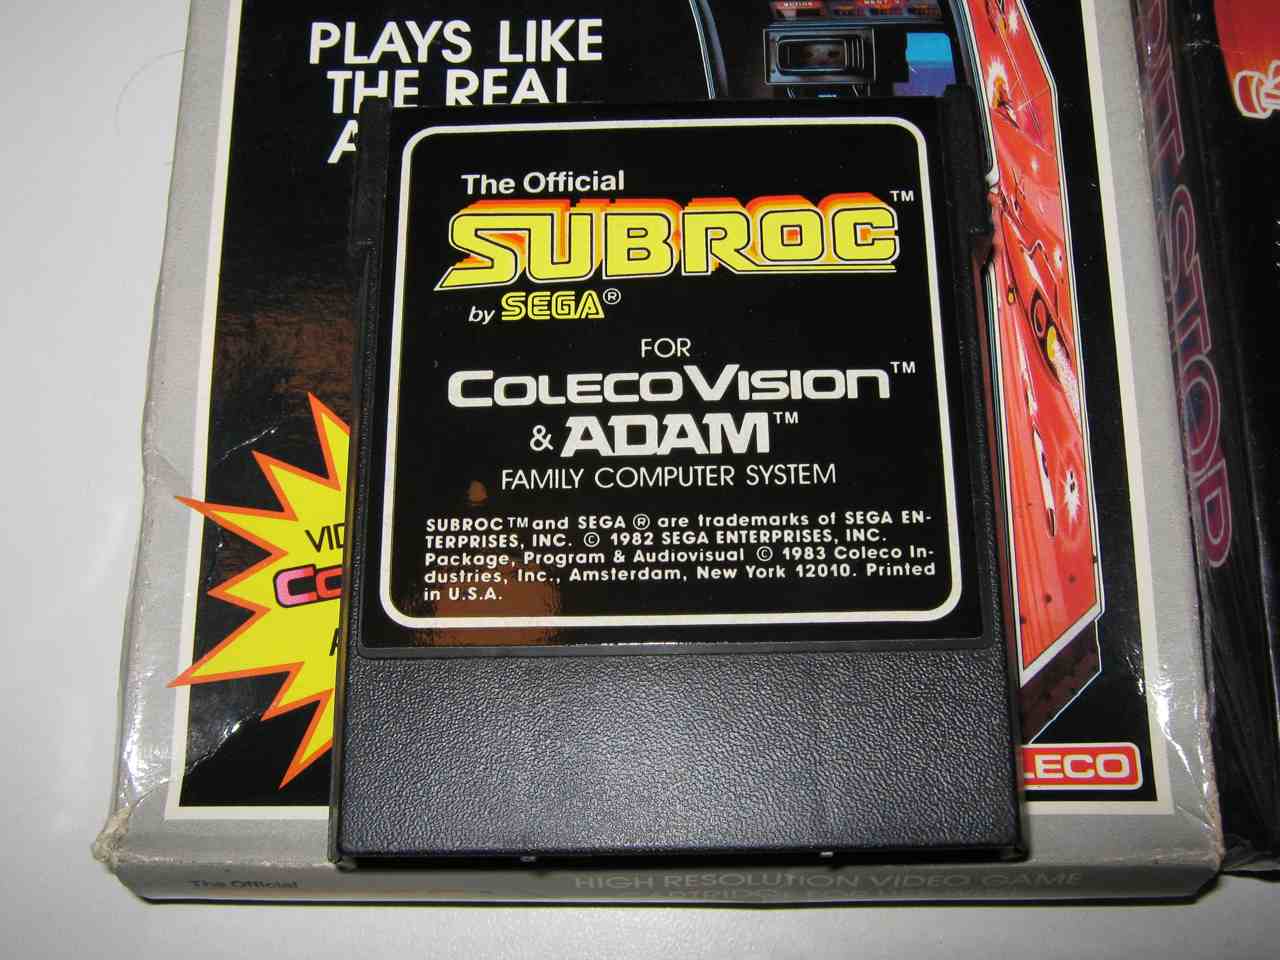 PLAYS LIKE
THE REAL
The Official
SUBROC™
by SEGA®
FOR
COLECOVISION™
& ADAM™
FAMILY COMPUTER SYSTEM
SUBROC™ and SEGA ® are trademarks of SEGA EN-
TERPRISES, INC. © 1982 SEGA ENTERPRISES, INC.
Package, Program & Audiovisual © 1983 Coleco In-
dustries, Inc., Amsterdam, New York 12010. Printed
in U.S.A.
The Official
HIGH RESOLUTION VIDEO GAME